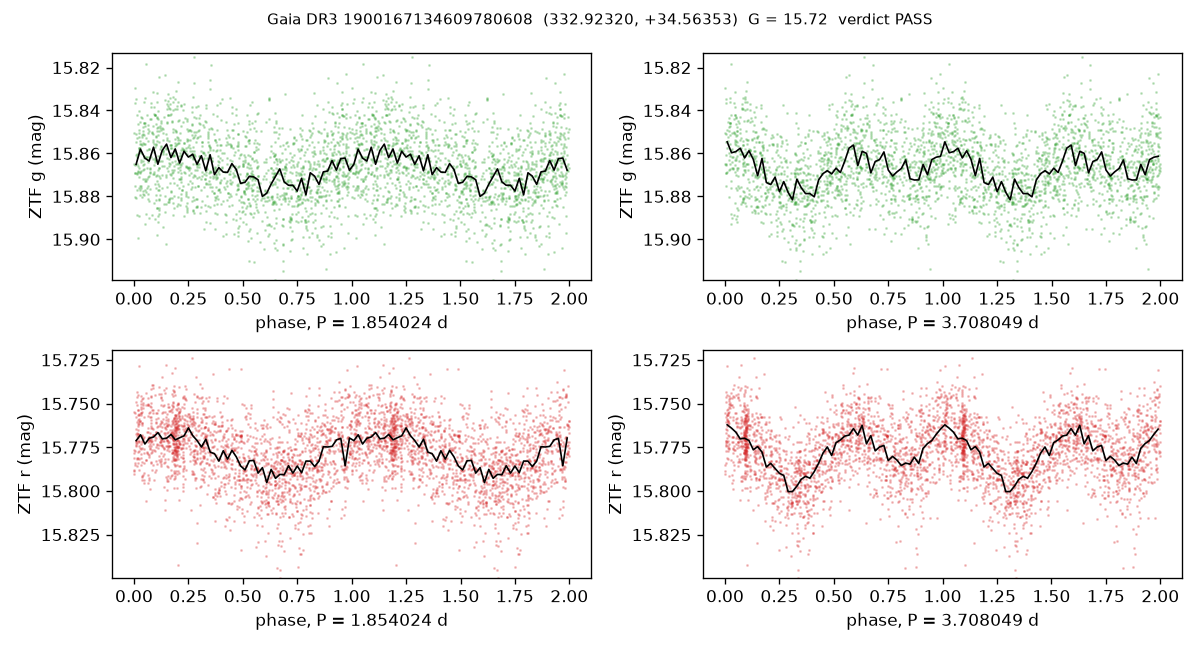 Gaia DR3 1900167134609780608 (332.92320, +34.56353) G = 15.72 verdict PASS
ZTF g (mag)
15.82
15.84
15.86
15.88
15.90
0.00 0.25 0.50 0.75 1.00 1.25 1.50 1.75 2.00
phase, P = 1.854024 d
ZTF g (mag)
15.82
15.84
15.86
15.88
15.90
0.00 0.25 0.50 0.75 1.00 1.25 1.50 1.75 2.00
phase, P = 3.708049 d
ZTF r (mag)
15.725
15.750
15.775
15.800
15.825
0.00 0.25 0.50 0.75 1.00 1.25 1.50 1.75 2.00
phase, P = 1.854024 d
ZTF r (mag)
15.725
15.750
15.775
15.800
15.825
0.00 0.25 0.50 0.75 1.00 1.25 1.50 1.75 2.00
phase, P = 3.708049 d